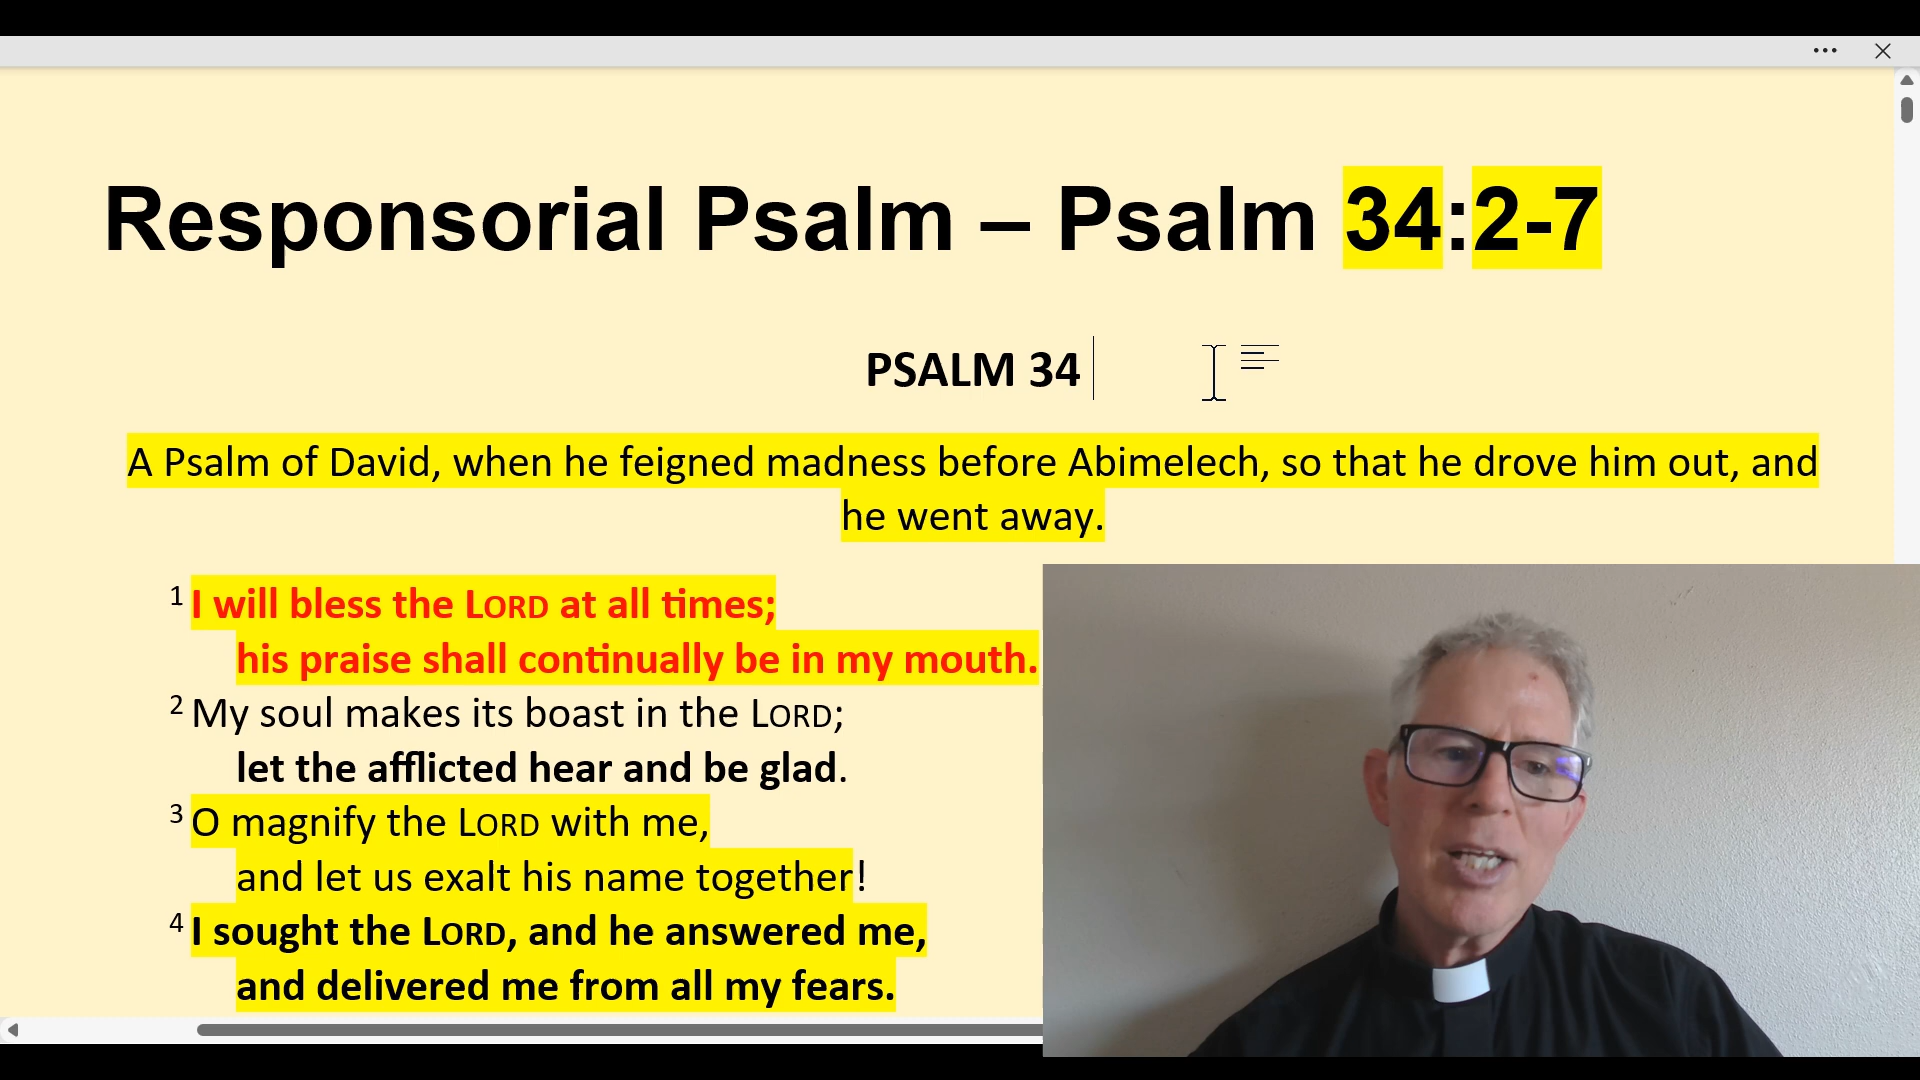 Responsorial Psalm – Psalm 34:2-7
PSALM 34
A Psalm of David, when he feigned madness before Abimelech, so that he drove him out, and
he went away.
1 I will bless the LORD at all times;
his praise shall continually be in my mouth.
2 My soul makes its boast in the LORD;
let the afflicted hear and be glad.
3 O magnify the LORD with me,
and let us exalt his name together!
4 I sought the LORD, and he answered me,
and delivered me from all my fears.